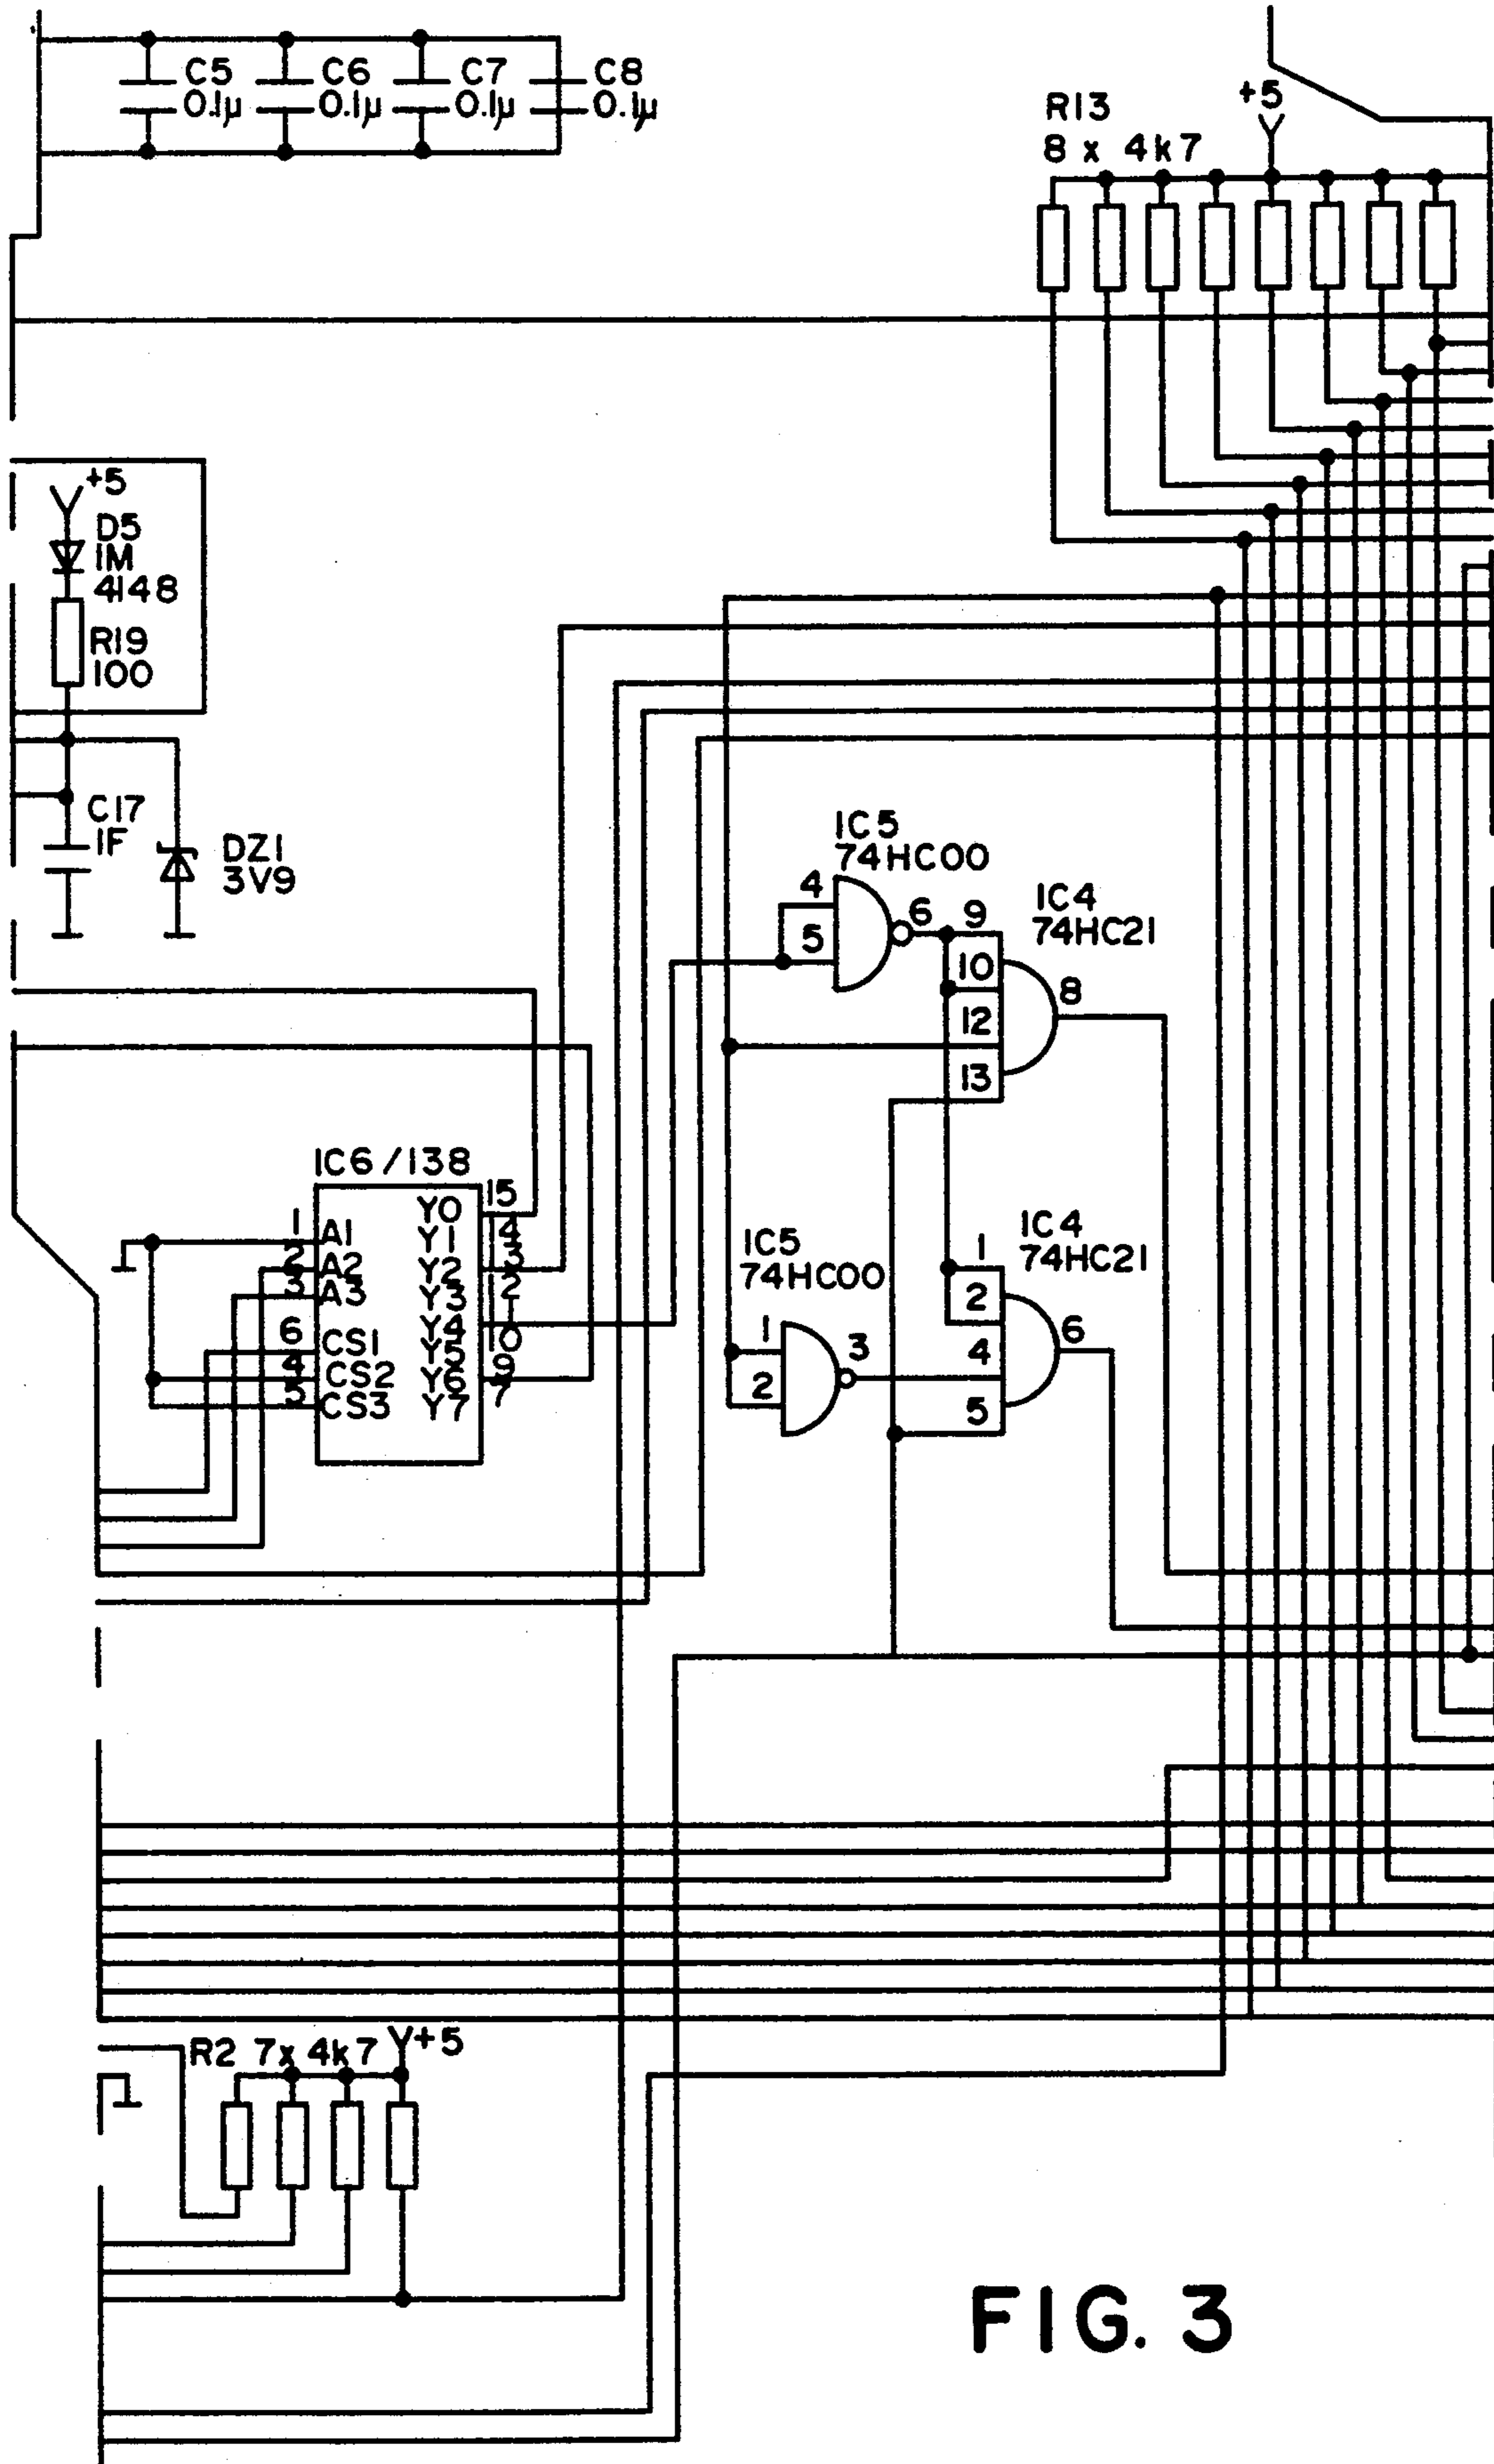 C5
0.1µ
C6
0.1µ
C7
0.1µ
C8
0.1µ
R13
8 x 4k7
+5
+5
D5
1M
4148
R19
100
C17
1F
DZ1
3V9
IC5
74HC00
4
5
6
IC4
74HC21
9
10
12
13
8
IC6/138
1
A1
2
A2
3
A3
6
CS1
4
CS2
5
CS3
Y0
15
Y1
14
Y2
13
Y3
12
Y4
11
Y5
10
Y6
9
Y7
7
IC5
74HC00
1
2
3
IC4
74HC21
1
2
4
5
6
R2 7x 4k7
+5
FIG. 3